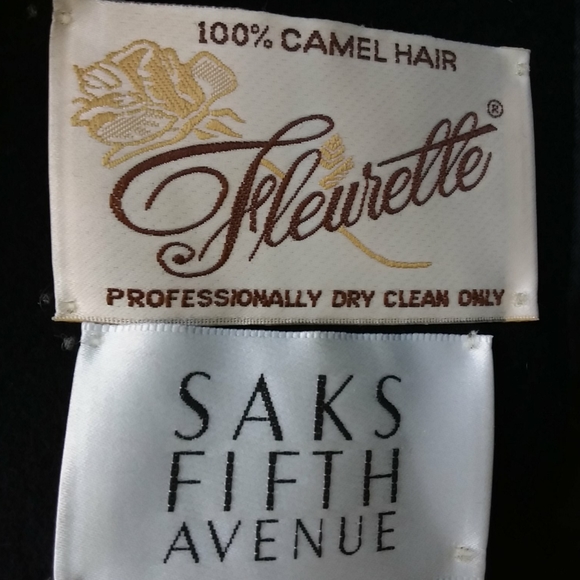 100% CAMEL HAIR
Fleurette®
PROFESSIONALLY DRY CLEAN ONLY
SAKS
FIFTH
AVENUE